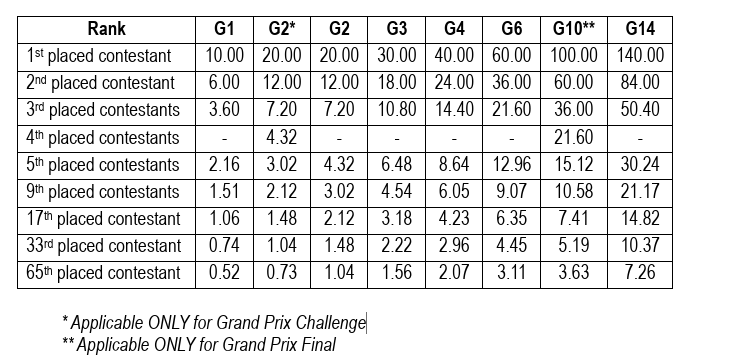 Rank G1 G2* G2 G3 G4 G6 G10** G14
1st placed contestant 10.00 20.00 20.00 30.00 40.00 60.00 100.00 140.00
2nd placed contestant 6.00 12.00 12.00 18.00 24.00 36.00 60.00 84.00
3rd placed contestants 3.60 7.20 7.20 10.80 14.40 21.60 36.00 50.40
4th placed contestants - 4.32 - - - - 21.60 -
5th placed contestants 2.16 3.02 4.32 6.48 8.64 12.96 15.12 30.24
9th placed contestants 1.51 2.12 3.02 4.54 6.05 9.07 10.58 21.17
17th placed contestant 1.06 1.48 2.12 3.18 4.23 6.35 7.41 14.82
33rd placed contestant 0.74 1.04 1.48 2.22 2.96 4.45 5.19 10.37
65th placed contestant 0.52 0.73 1.04 1.56 2.07 3.11 3.63 7.26
* Applicable ONLY for Grand Prix Challenge
** Applicable ONLY for Grand Prix Final